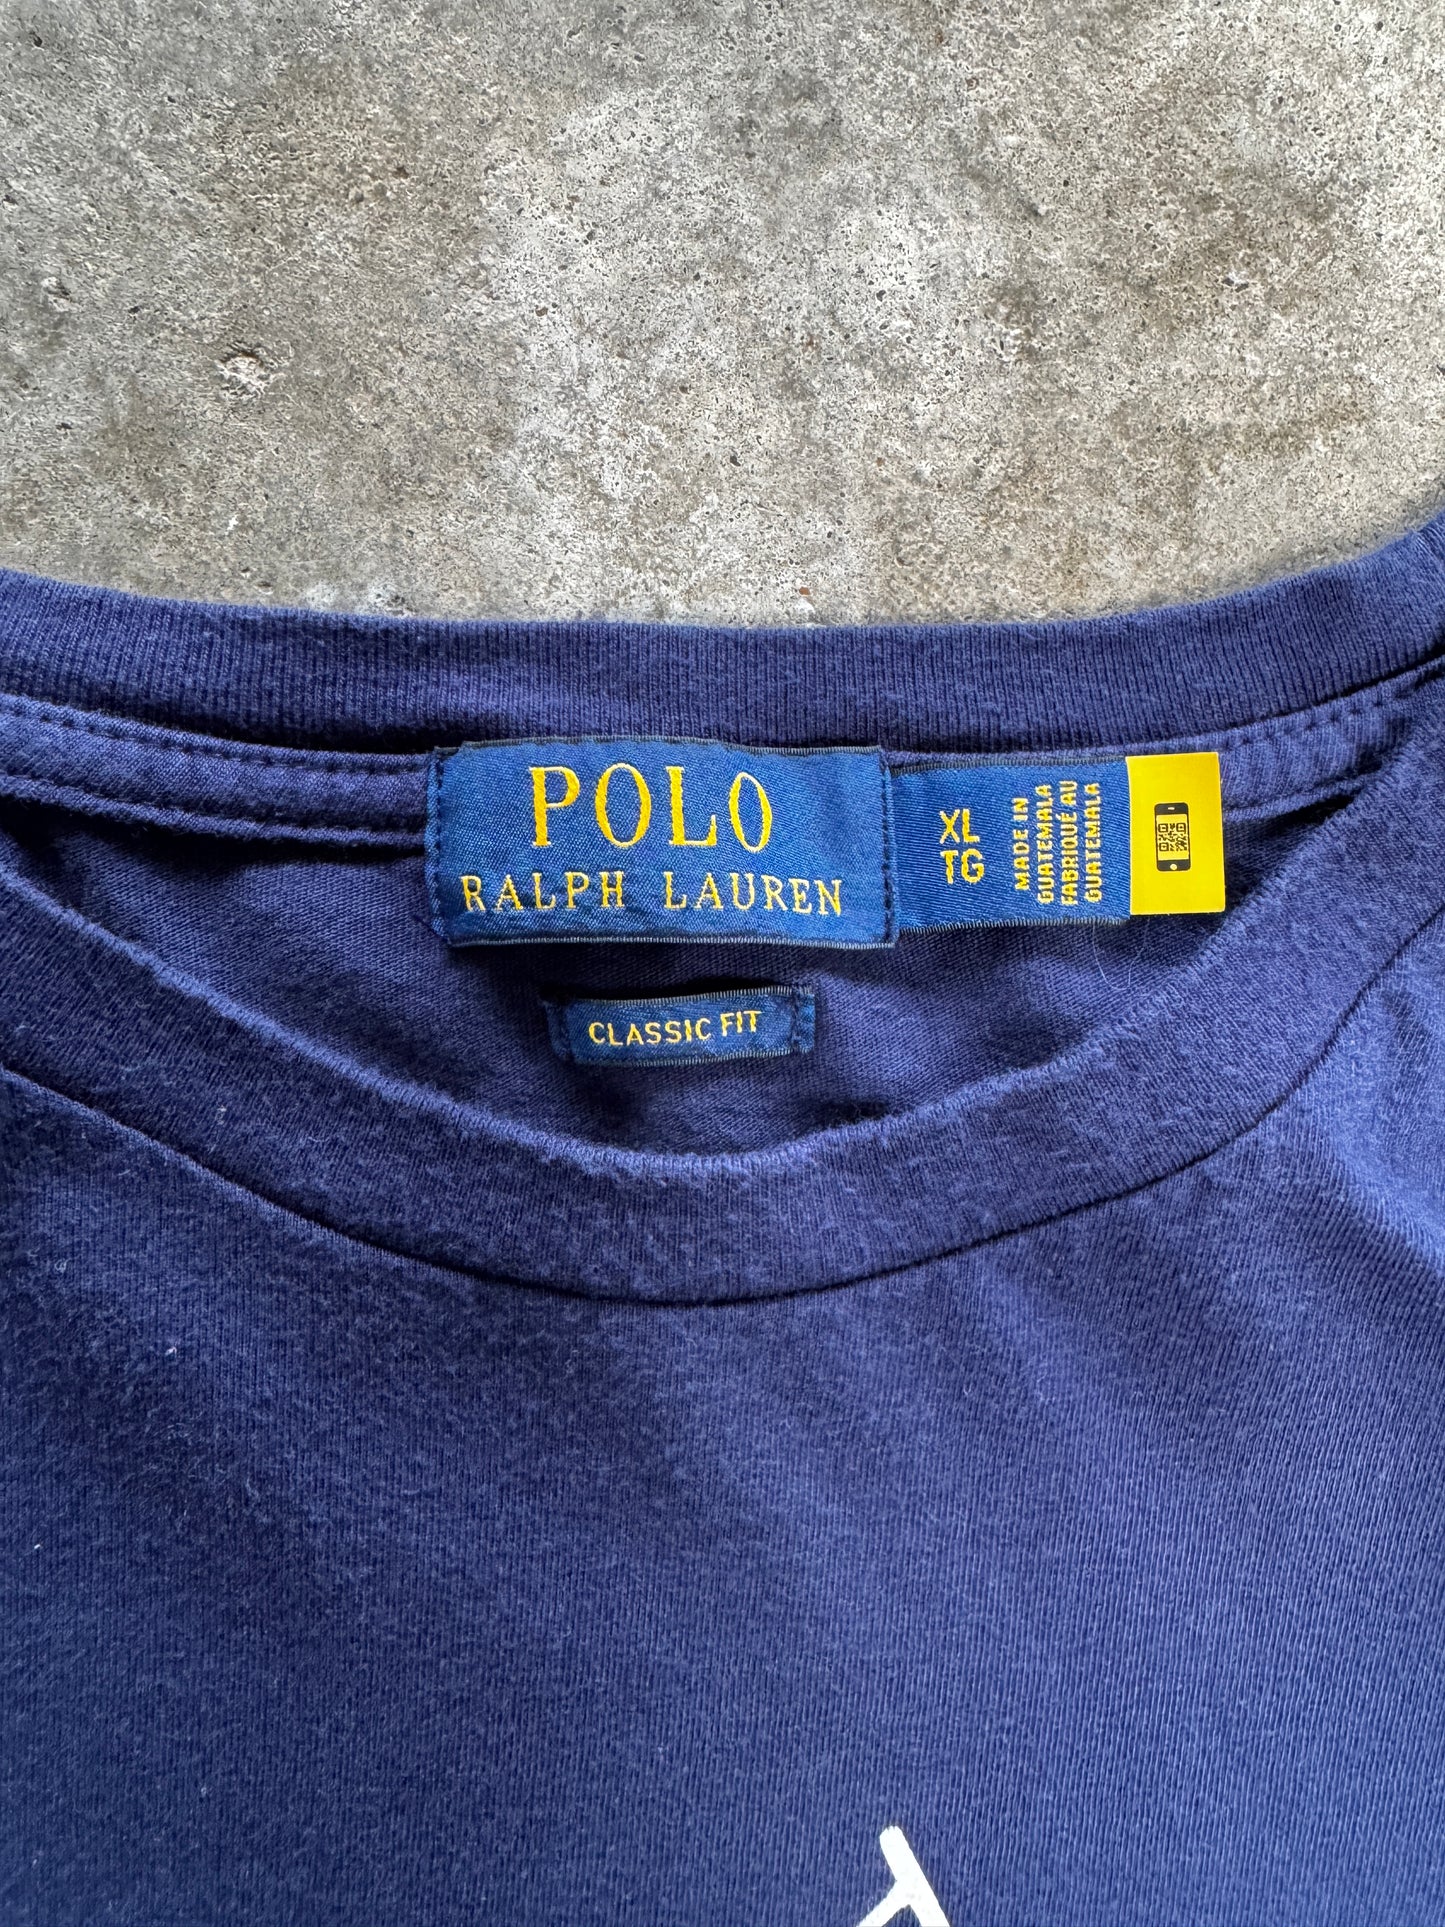 POLO
RALPH LAUREN
XL
TG
MADE IN
GUATEMALA
FABRIQUÉ AU
GUATEMALA
CLASSIC FIT